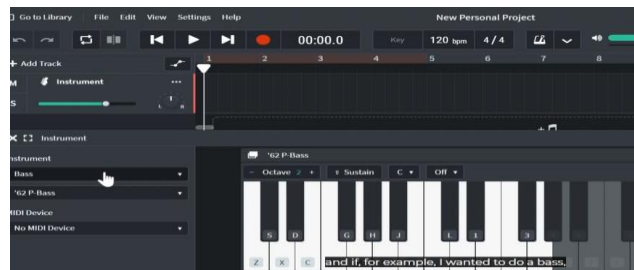 Go to Library File Edit View Settings Help New Personal Project
00:00.0 Key 120 bpm 4 / 4
+ Add Track 1 2 3 4 5 6 7 8
M Instrument
S L R
Instrument
Instrument '62 P-Bass
Bass - Octave 2 + Sustain C Off
'62 P-Bass
MIDI Device
No MIDI Device
S D G H J L 1 3
Z X C and if, for example, I wanted to do a bass,